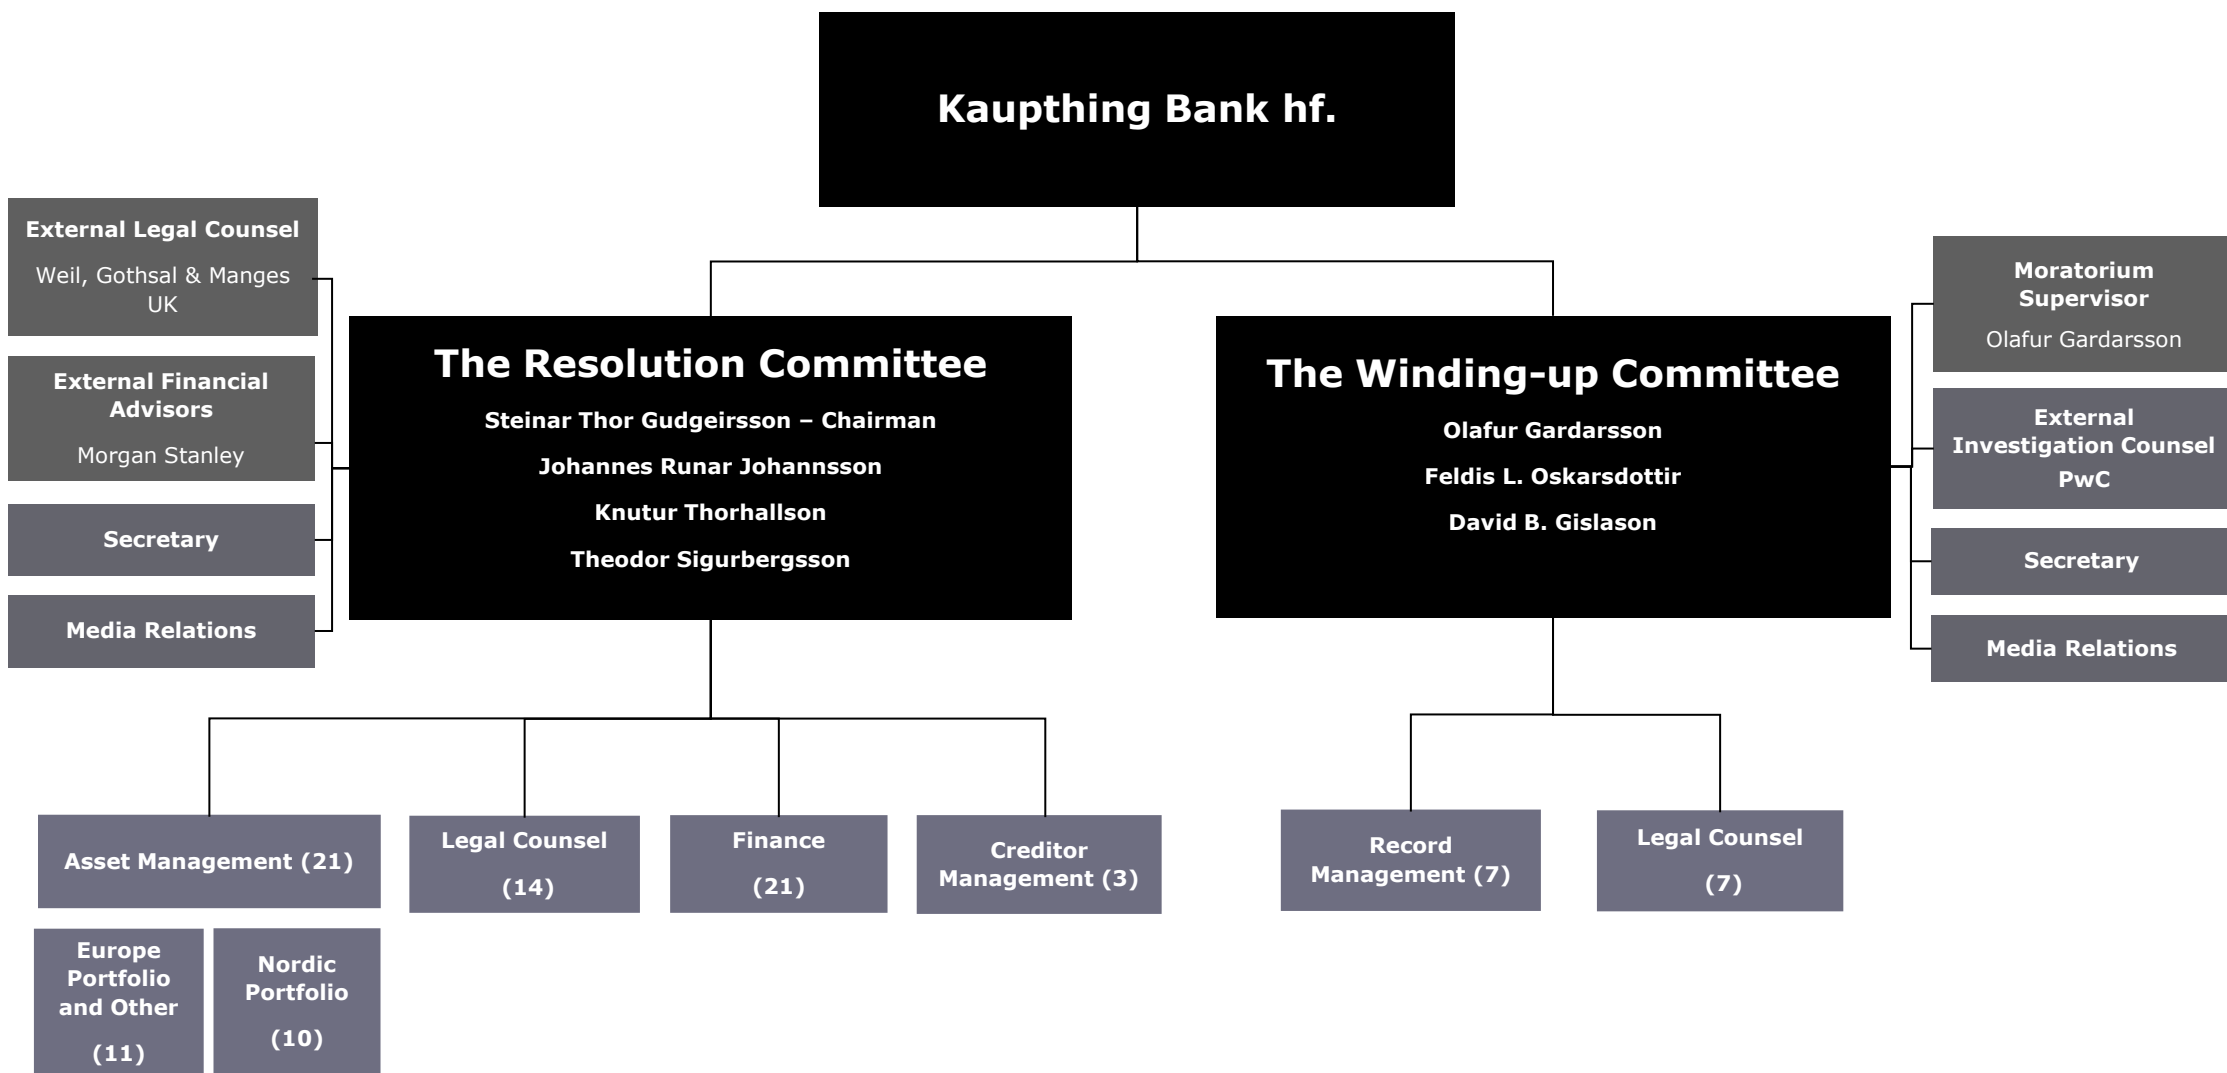 Kaupthing Bank hf.
External Legal Counsel
Weil, Gothsal & Manges
UK
External Financial
Advisors
Morgan Stanley
Secretary
Media Relations
The Resolution Committee
Steinar Thor Gudgeirsson – Chairman
Johannes Runar Johannsson
Knutur Thorhallson
Theodor Sigurbergsson
The Winding-up Committee
Olafur Gardarsson
Feldis L. Oskarsdottir
David B. Gislason
Moratorium
Supervisor
Olafur Gardarsson
External
Investigation Counsel
PwC
Secretary
Media Relations
Asset Management (21)
Legal Counsel
(14)
Finance
(21)
Creditor
Management (3)
Record
Management (7)
Legal Counsel
(7)
Europe
Portfolio
and Other
(11)
Nordic
Portfolio
(10)